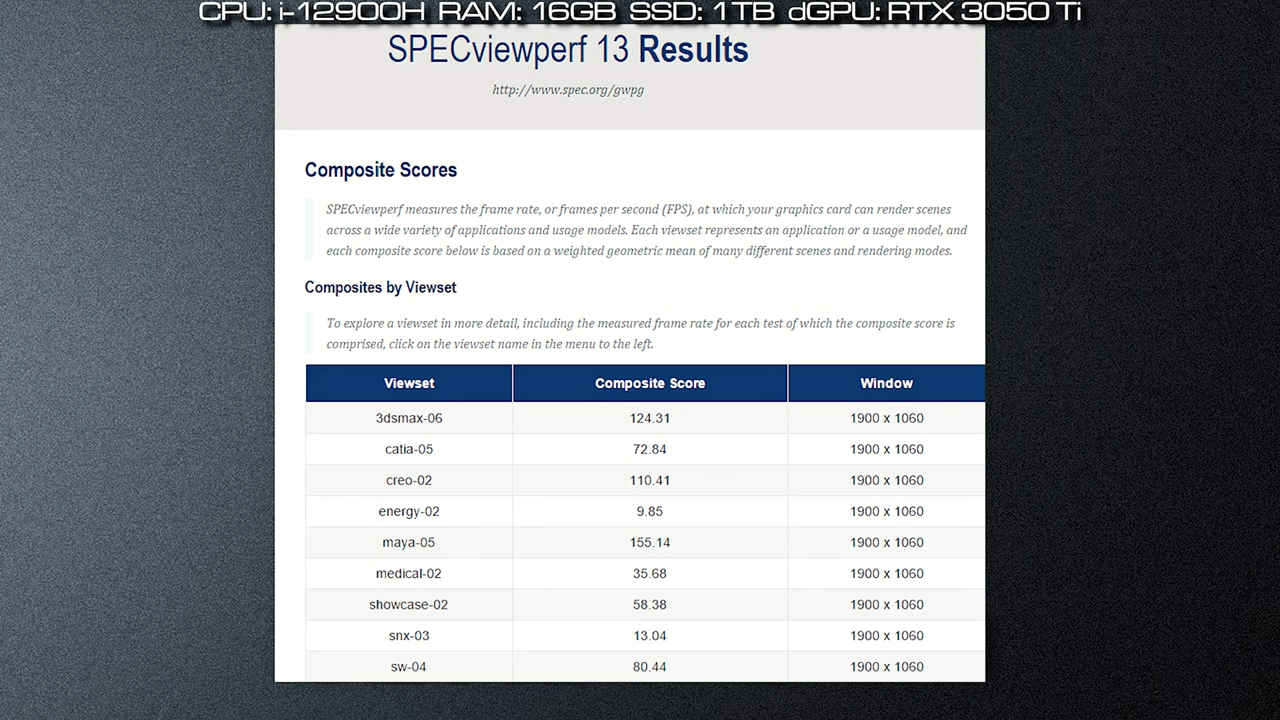 CPU: i-12900H RAM: 16GB SSD: 1TB dGPU: RTX 3050 Ti
SPECviewperf 13 Results
http://www.spec.org/gwpg
Composite Scores
SPECviewperf measures the frame rate, or frames per second (FPS), at which your graphics card can render scenes
across a wide variety of applications and usage models. Each viewset represents an application or a usage model, and
each composite score below is based on a weighted geometric mean of many different scenes and rendering modes.
Composites by Viewset
To explore a viewset in more detail, including the measured frame rate for each test of which the composite score is
comprised, click on the viewset name in the menu to the left.
Viewset Composite Score Window
3dsmax-06 124.31 1900 x 1060
catia-05 72.84 1900 x 1060
creo-02 110.41 1900 x 1060
energy-02 9.85 1900 x 1060
maya-05 155.14 1900 x 1060
medical-02 35.68 1900 x 1060
showcase-02 58.38 1900 x 1060
snx-03 13.04 1900 x 1060
sw-04 80.44 1900 x 1060